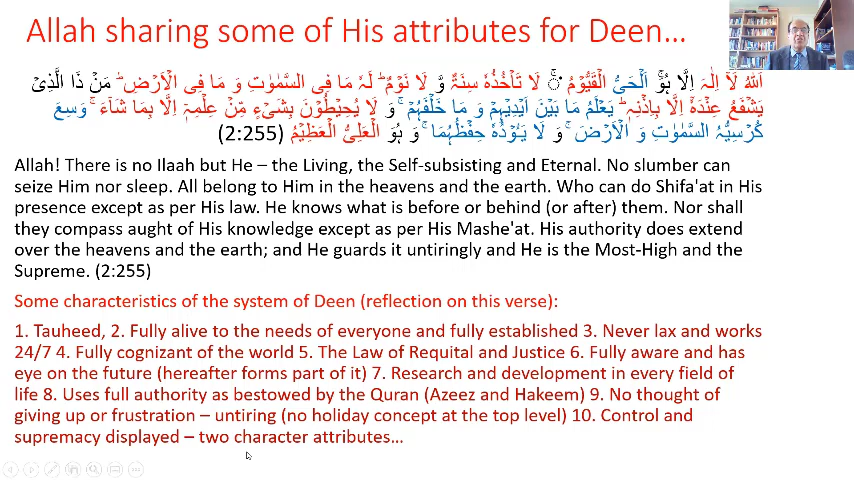 Allah sharing some of His attributes for Deen…
اَللّٰهُ لَاۤ اِلٰهَ اِلَّا هُوَۚ اَلۡحَىُّ الۡقَيُّوۡمُ ۚ لَا تَاۡخُذُهٗ سِنَةٌ وَّ لَا نَوۡمٌ‌ؕ لَهٗ مَا فِى السَّمٰوٰتِ وَ مَا فِى الۡاَرۡضِ‌ؕ مَنۡ ذَا الَّذِىۡ
يَشۡفَعُ عِنۡدَهٗۤ اِلَّا بِاِذۡنِهٖ‌ؕ يَعۡلَمُ مَا بَيۡنَ اَيۡدِيۡهِمۡ وَ مَا خَلۡفَهُمۡ‌ۚ وَ لَا يُحِيۡطُوۡنَ بِشَىۡءٍ مِّنۡ عِلۡمِهٖۤ اِلَّا بِمَا شَآءَ ۚ وَسِعَ
كُرۡسِيُّهُ السَّمٰوٰتِ وَ الۡاَرۡضَ‌ۚ وَ لَا يَـُٔوۡدُهٗ حِفۡظُهُمَا ‌ۚ وَ هُوَ الۡعَلِىُّ الۡعَظِيۡمُ (2:255)
Allah! There is no Ilaah but He – the Living, the Self-subsisting and Eternal. No slumber can
seize Him nor sleep. All belong to Him in the heavens and the earth. Who can do Shifa'at in His
presence except as per His law. He knows what is before or behind (or after) them. Nor shall
they compass aught of His knowledge except as per His Mashe'at. His authority does extend
over the heavens and the earth; and He guards it untiringly and He is the Most-High and the
Supreme. (2:255)
Some characteristics of the system of Deen (reflection on this verse):
1. Tauheed, 2. Fully alive to the needs of everyone and fully established 3. Never lax and works
24/7 4. Fully cognizant of the world 5. The Law of Requital and Justice 6. Fully aware and has
eye on the future (hereafter forms part of it) 7. Research and development in every field of
life 8. Uses full authority as bestowed by the Quran (Azeez and Hakeem) 9. No thought of
giving up or frustration – untiring (no holiday concept at the top level) 10. Control and
supremacy displayed – two character attributes…